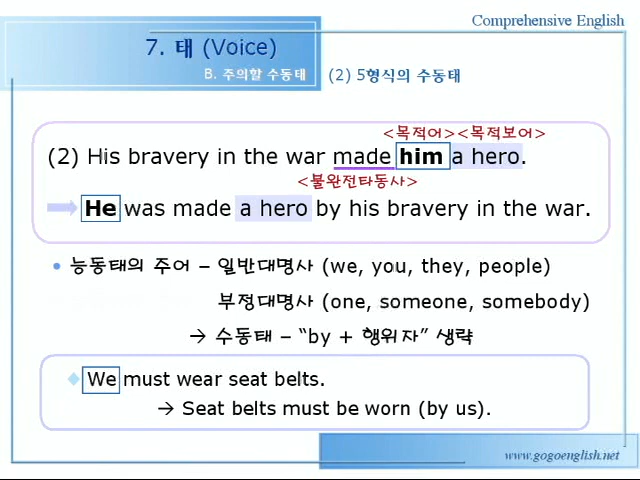 Comprehensive English
7. 태 (Voice)
B. 주의할 수동태
(2) 5형식의 수동태
<목적어><목적보어>
(2) His bravery in the war made him a hero.
<불완전타동사>
He was made a hero by his bravery in the war.
• 능동태의 주어 – 일반대명사 (we, you, they, people)
부정대명사 (one, someone, somebody)
→ 수동태 – “by + 행위자” 생략
We must wear seat belts.
→ Seat belts must be worn (by us).
www.gogoenglish.net